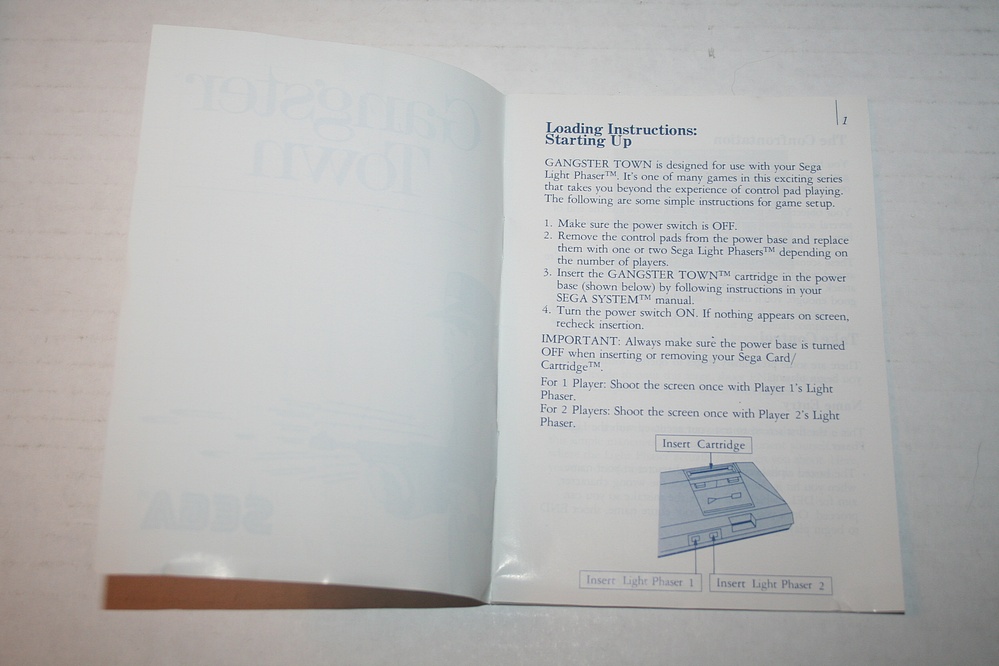 Gangster
Town
SEGA
1
Loading Instructions:
Starting Up
GANGSTER TOWN is designed for use with your Sega
Light Phaser™. It's one of many games in this exciting series
that takes you beyond the experience of control pad playing.
The following are some simple instructions for game setup.
1. Make sure the power switch is OFF.
2. Remove the control pads from the power base and replace
them with one or two Sega Light Phasers™ depending on
the number of players.
3. Insert the GANGSTER TOWN™ cartridge in the power
base (shown below) by following instructions in your
SEGA SYSTEM™ manual.
4. Turn the power switch ON. If nothing appears on screen,
recheck insertion.
IMPORTANT: Always make sure the power base is turned
OFF when inserting or removing your Sega Card/
Cartridge™.
For 1 Player: Shoot the screen once with Player 1's Light
Phaser.
For 2 Players: Shoot the screen once with Player 2's Light
Phaser.
Insert Cartridge
Insert Light Phaser 1
Insert Light Phaser 2